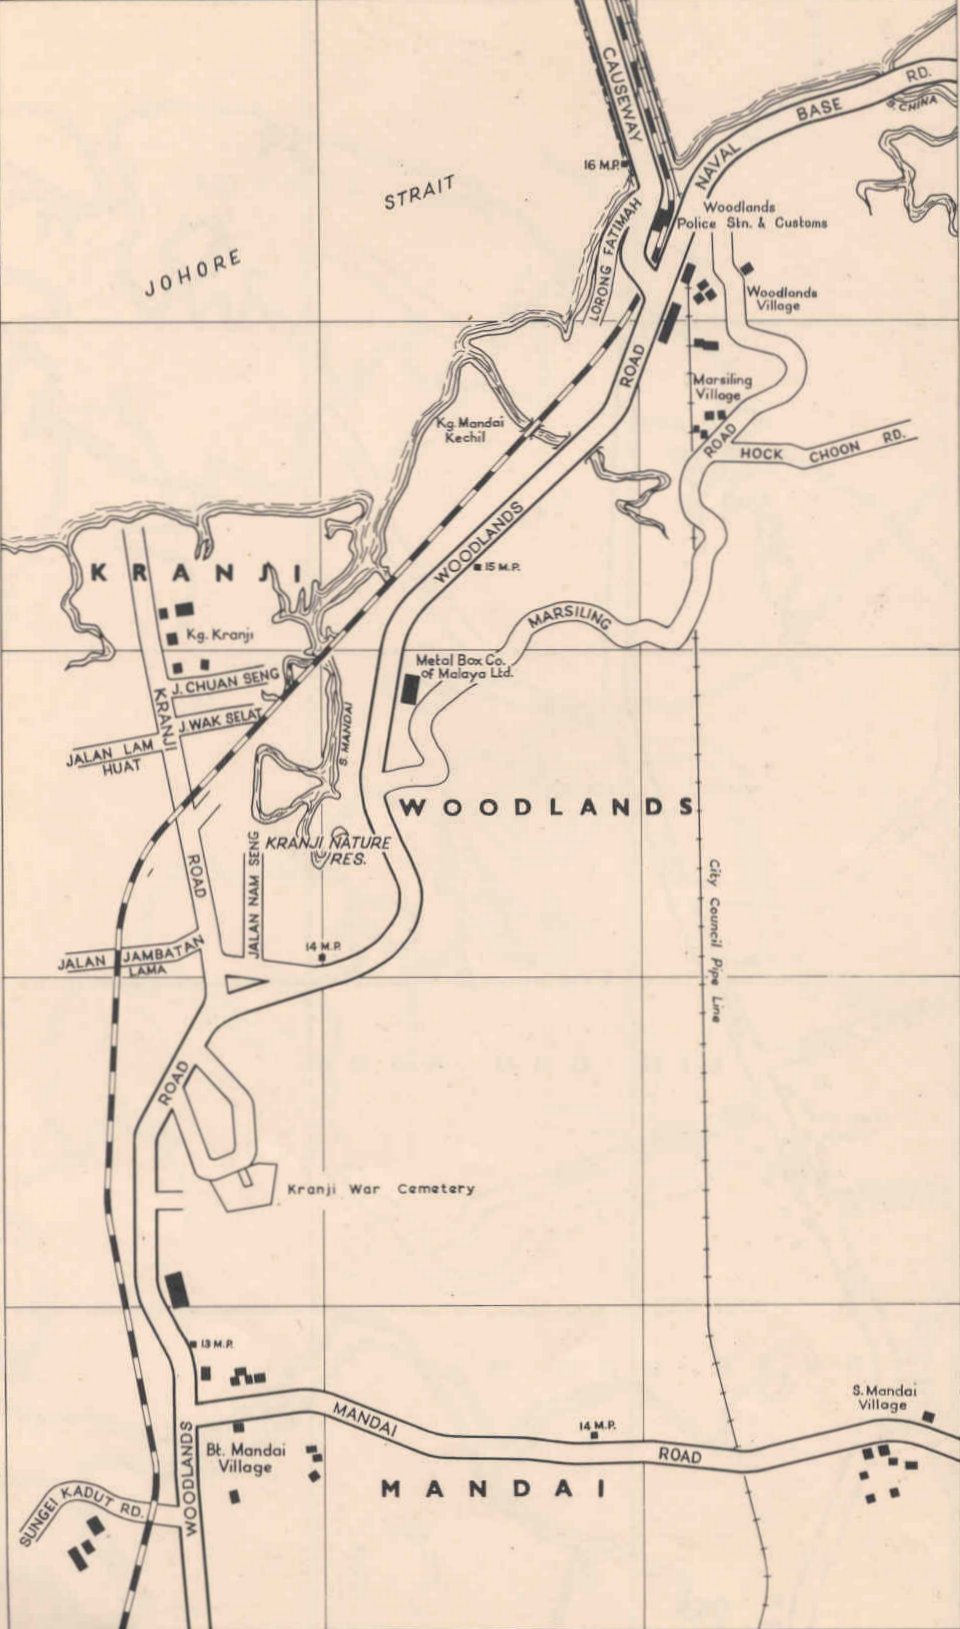 CAUSEWAY
RD.
BASE
S. CHINA
NAVAL
16 M.P.
STRAIT
JOHORE
LORONG FATIMAH
Woodlands
Police Stn. & Customs
Woodlands
Village
ROAD
Marsiling
Village
Kg. Mandai
Kechil
ROAD
HOCK CHOON RD.
WOODLANDS
15 M.P.
KRANJI
Kg. Kranji
MARSILING
Metal Box Co.
of Malaya Ltd.
J. CHUAN SENG
J. WAK SELAT
KRANJI
JALAN LAM
HUAT
S. MANDAI
WOODLANDS
KRANJI NATURE
RES.
ROAD
JALAN NAM SENG
City Council Pipe Line
14 M.P.
JALAN JAMBATAN
LAMA
ROAD
Kranji War Cemetery
13 M.P.
MANDAI
14 M.P.
ROAD
S. Mandai
Village
WOODLANDS
Bt. Mandai
Village
MANDAI
SUNGEI KADUT RD.